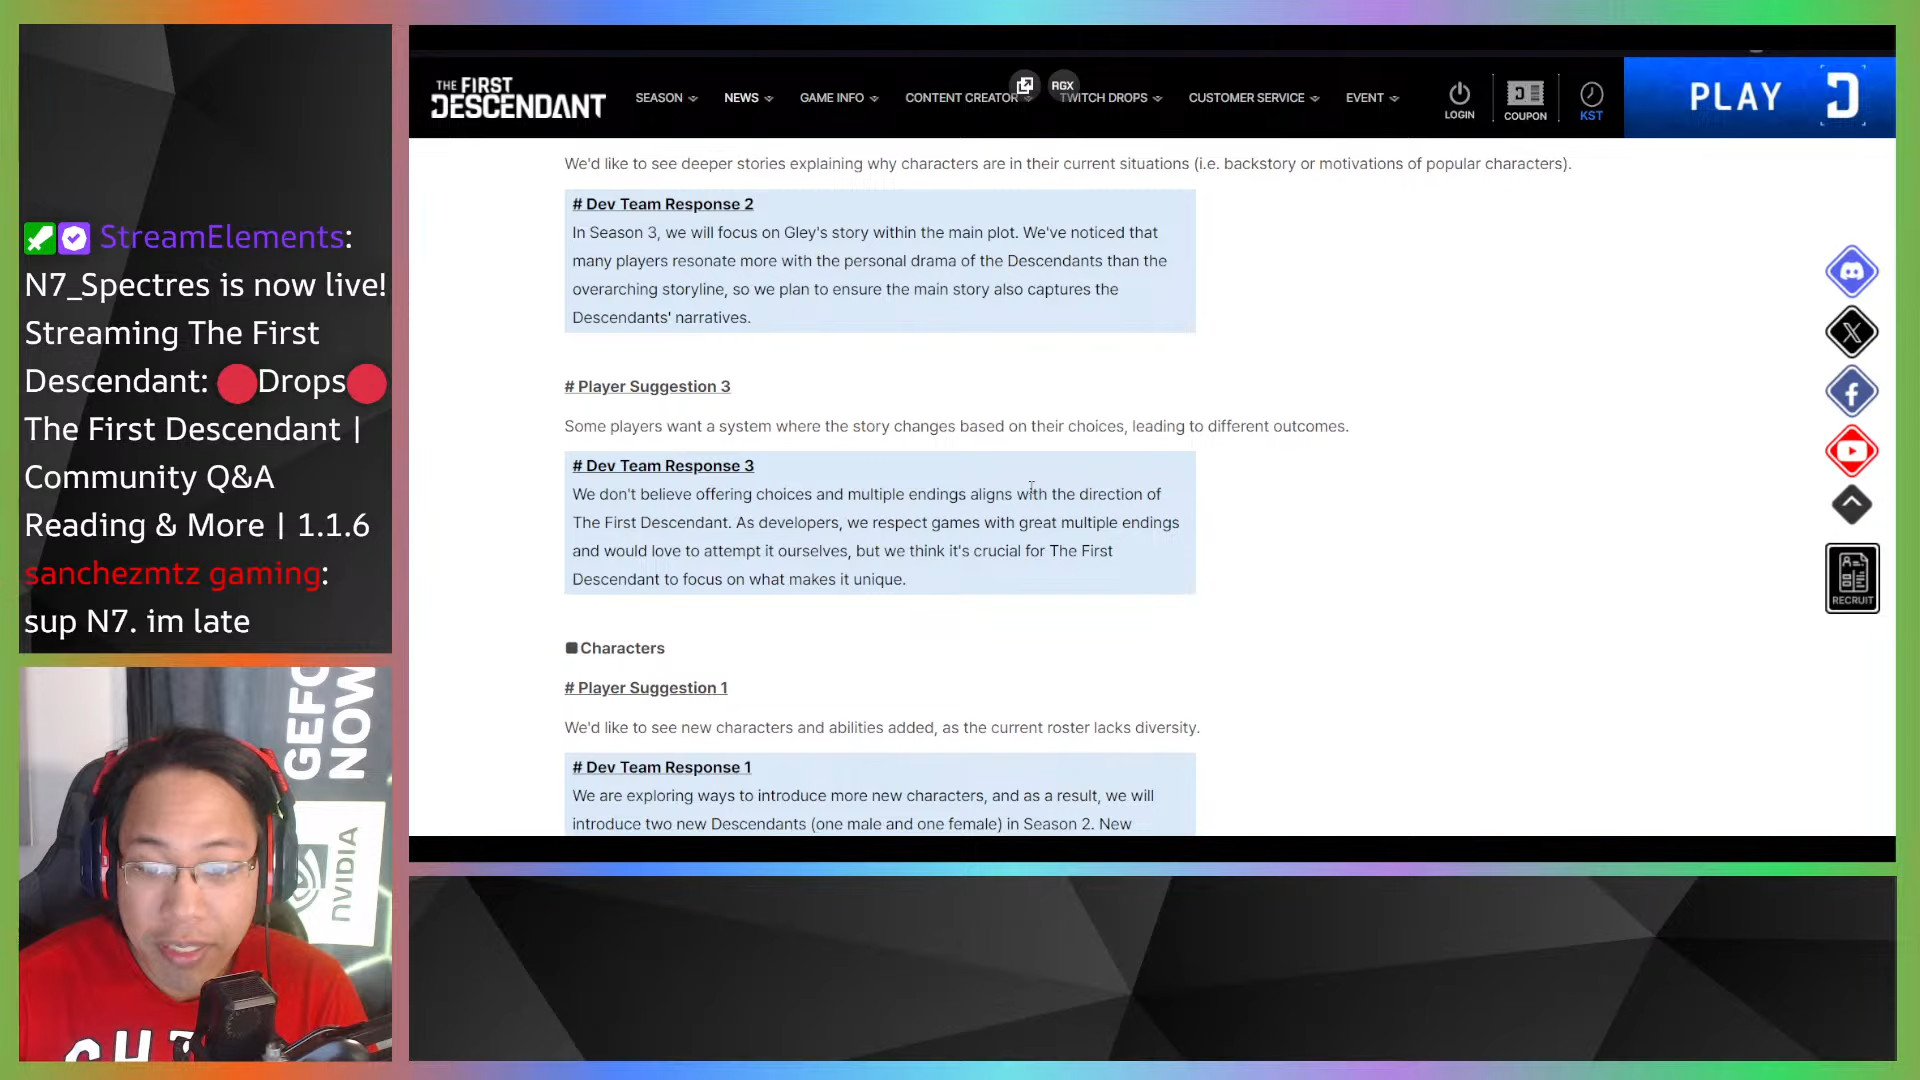 THE FIRST
DESCENDANT
SEASON
NEWS
GAME INFO
CONTENT CREATOR
RGX
TWITCH DROPS
CUSTOMER SERVICE
EVENT
LOGIN
COUPON
KST
PLAY
We'd like to see deeper stories explaining why characters are in their current situations (i.e. backstory or motivations of popular characters).
# Dev Team Response 2
In Season 3, we will focus on Gley's story within the main plot. We've noticed that
many players resonate more with the personal drama of the Descendants than the
overarching storyline, so we plan to ensure the main story also captures the
Descendants' narratives.
# Player Suggestion 3
Some players want a system where the story changes based on their choices, leading to different outcomes.
# Dev Team Response 3
We don't believe offering choices and multiple endings aligns with the direction of
The First Descendant. As developers, we respect games with great multiple endings
and would love to attempt it ourselves, but we think it's crucial for The First
Descendant to focus on what makes it unique.
Characters
# Player Suggestion 1
We'd like to see new characters and abilities added, as the current roster lacks diversity.
# Dev Team Response 1
We are exploring ways to introduce more new characters, and as a result, we will
introduce two new Descendants (one male and one female) in Season 2. New
RECRUIT
StreamElements:
N7_Spectres is now live!
Streaming The First
Descendant: 🔴Drops🔴
The First Descendant |
Community Q&A
Reading & More | 1.1.6
sanchezmtz gaming:
sup N7. im late
GEFO
NOW
NVIDIA